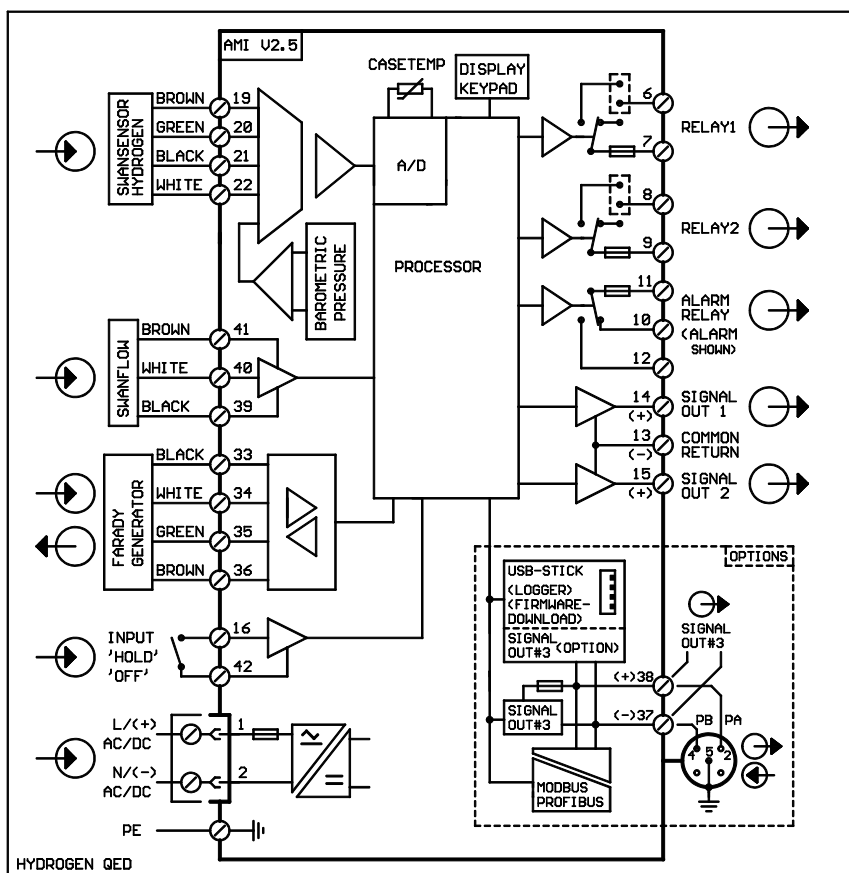 AMI V2.5
CASETEMP
DISPLAY
KEYPAD
SWANSENSOR
HYDROGEN
BROWN 19
GREEN 20
BLACK 21
WHITE 22
A/D
PROCESSOR
BAROMETRIC
PRESSURE
6
RELAY1
7
8
RELAY2
9
11
ALARM
RELAY
10
(ALARM
SHOWN)
12
SWANFLOW
BROWN 41
WHITE 40
BLACK 39
14
(+)
SIGNAL
OUT 1
13
(-)
COMMON
RETURN
15
(+)
SIGNAL
OUT 2
FARADY
GENERATOR
BLACK 33
WHITE 34
GREEN 35
BROWN 36
INPUT
'HOLD'
'OFF'
16
42
L/(+)
AC/DC
1
N/(-)
AC/DC
2
PE
OPTIONS
USB-STICK
(LOGGER)
(FIRMWARE-
DOWNLOAD)
SIGNAL
OUT#3 (OPTION)
SIGNAL
OUT#3
(+)38
SIGNAL
OUT#3
(-)37
PB PA
4 5 2
MODBUS
PROFIBUS
HYDROGEN QED